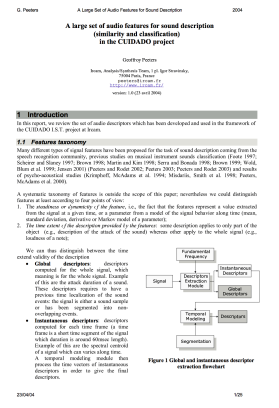 G. Peeters A Large Set of Audio Features for Sound Description 2004
A large set of audio features for sound description
(similarity and classification)
in the CUIDADO project
Geoffroy Peeters
Ircam, Analysis/Synthesis Team, 1 pl. Igor Stravinsky,
75004 Paris, France
peeters@ircam.fr
http://www.ircam.fr/
version: 1.0 (23 avril 2004)
1 Introduction
In this report, we review the set of audio descriptors which has been developed and used in the framework of
the CUIDADO I.S.T. project at Ircam.
1.1 Features taxonomy
Many different types of signal features have been proposed for the task of sound description coming from the
speech recognition community, previous studies on musical instrument sounds classification (Foote 1997;
Scheirer and Slaney 1997; Brown 1998; Martin and Kim 1998; Serra and Bonada 1998; Brown 1999; Wold,
Blum et al. 1999; Jensen 2001) (Peeters and Rodet 2002; Peeters 2003; Peeters and Rodet 2003) and results
of psycho-acoustical studies (Krimphoff, McAdams et al. 1994; Misdariis, Smith et al. 1998; Peeters,
McAdams et al. 2000).
A systematic taxonomy of features is outside the scope of this paper; nevertheless we could distinguish
features at least according to four points of view:
1. The steadiness or dynamicity of the feature, i.e., the fact that the features represent a value extracted
from the signal at a given time, or a parameter from a model of the signal behavior along time (mean,
standard deviation, derivative or Markov model of a parameter);
2. The time extent of the description provided by the features: some description applies to only part of the
object (e.g., description of the attack of the sound) whereas other apply to the whole signal (e.g.,
loudness of a note);
We can thus distinguish between the time
extend validity of the description
• Global descriptors: descriptors
computed for the whole signal, which
meaning is for the whole signal. Example
of this are the attack duration of a sound.
These descriptors requires to have a
previous time localization of the sound
events: the signal is either a sound sample
or has been segmented into non-
overlapping events.
• Instantaneous descriptors: descriptors
computed for each time frame (a time
frame is a short time segment of the signal
which duration is around 60msec length).
Example of this are the spectral centroid
of a signal which can varies along time.
A temporal modeling module then
process the time vectors of instantaneous
descriptors in order to give the final
descriptors.
Fundamental
Frequency
Signal
Descriptors
Extraction
Module
Instantaneous
Descriptors
Global
Descriptors
Temporal
Modeling
Descriptors
Segmentation
Figure 1 Global and instantaneous descriptor
extraction flowchart
23/04/04 1/25